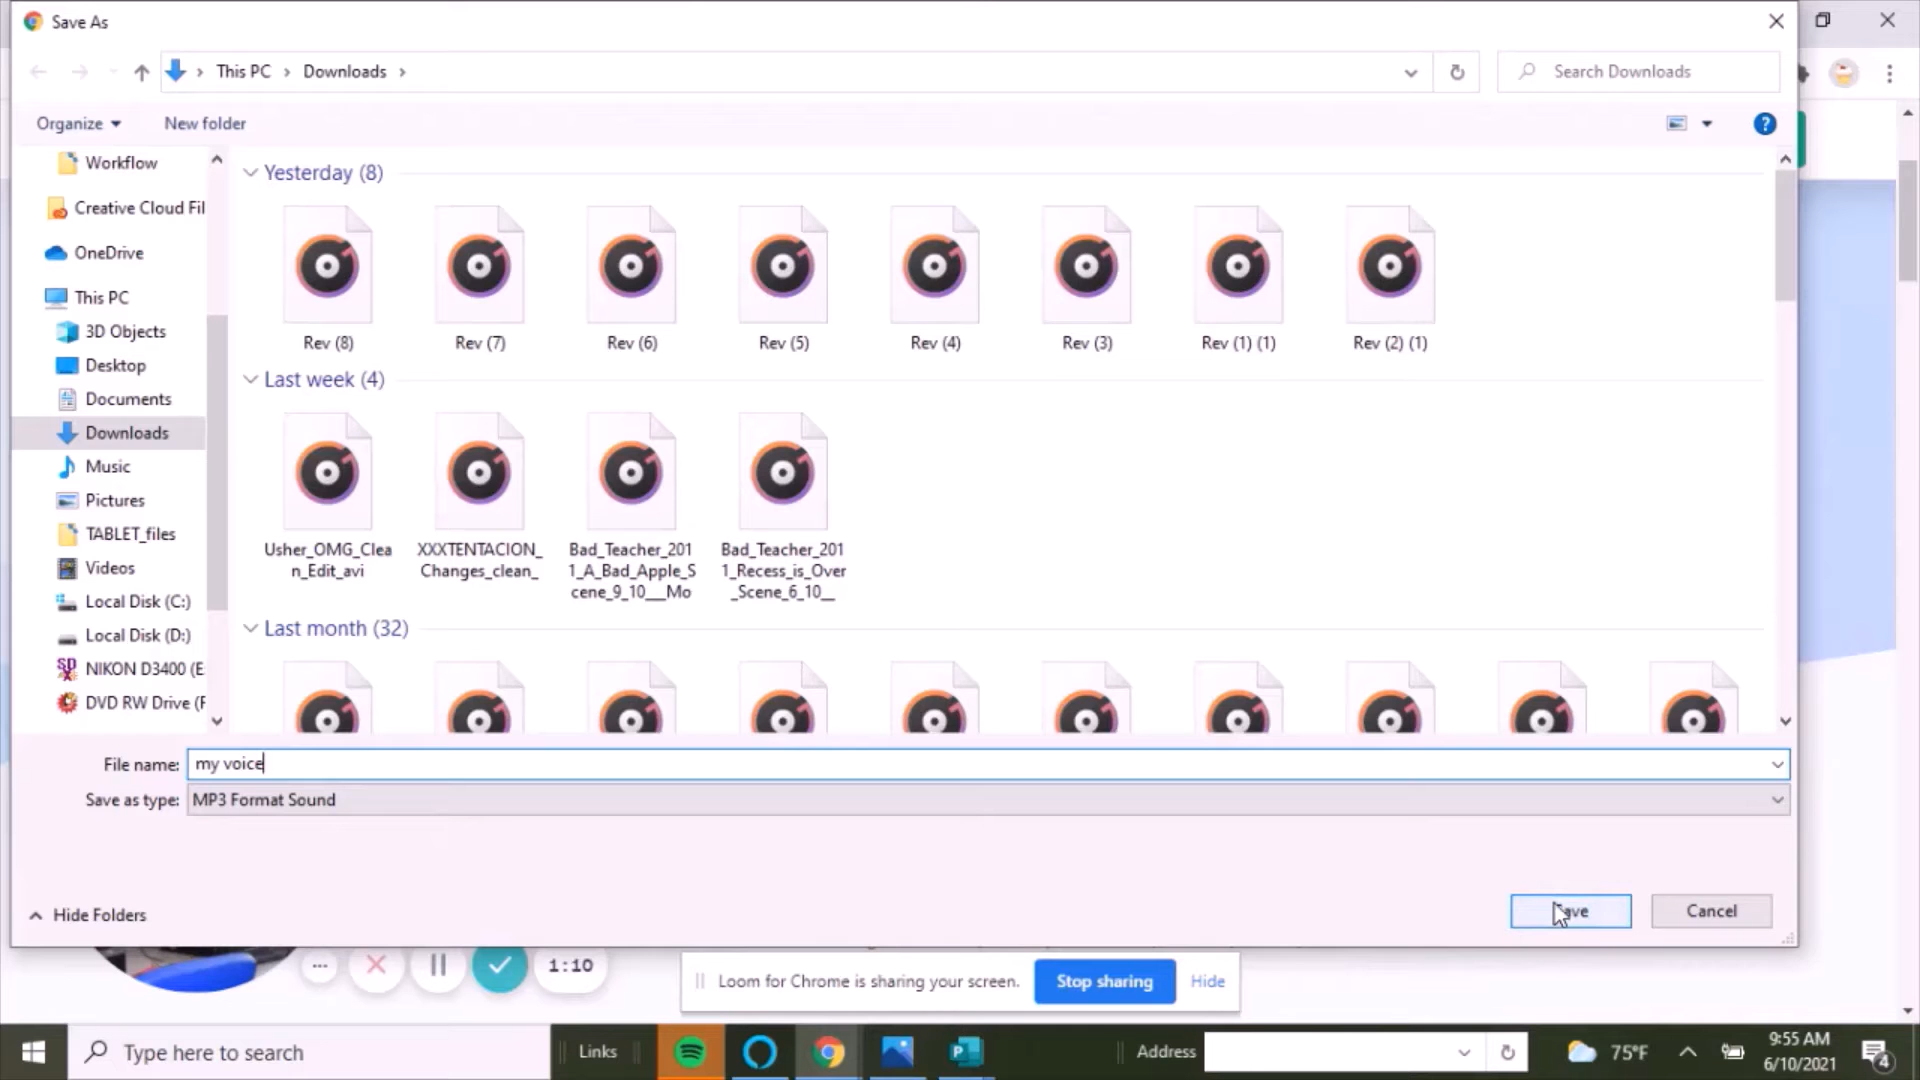 Save As
This PC > Downloads >
Search Downloads
Organize
New folder
Workflow
Creative Cloud Fil
OneDrive
This PC
3D Objects
Desktop
Documents
Downloads
Music
Pictures
TABLET_files
Videos
Local Disk (C:)
Local Disk (D:)
NIKON D3400 (E
DVD RW Drive (F
Yesterday (8)
Rev (8)
Rev (7)
Rev (6)
Rev (5)
Rev (4)
Rev (3)
Rev (1) (1)
Rev (2) (1)
Last week (4)
Usher_OMG_Clea
n_Edit_avi
XXXTENTACION_
Changes_clean_
Bad_Teacher_201
1_A_Bad_Apple_S
cene_9_10___Mo
Bad_Teacher_201
1_Recess_is_Over
_Scene_6_10__
Last month (32)
File name: my voice
Save as type: MP3 Format Sound
Hide Folders
Cancel
1:10
Loom for Chrome is sharing your screen.
Stop sharing
Hide
Type here to search
Links
Address
75°F
9:55 AM
6/10/2021
4